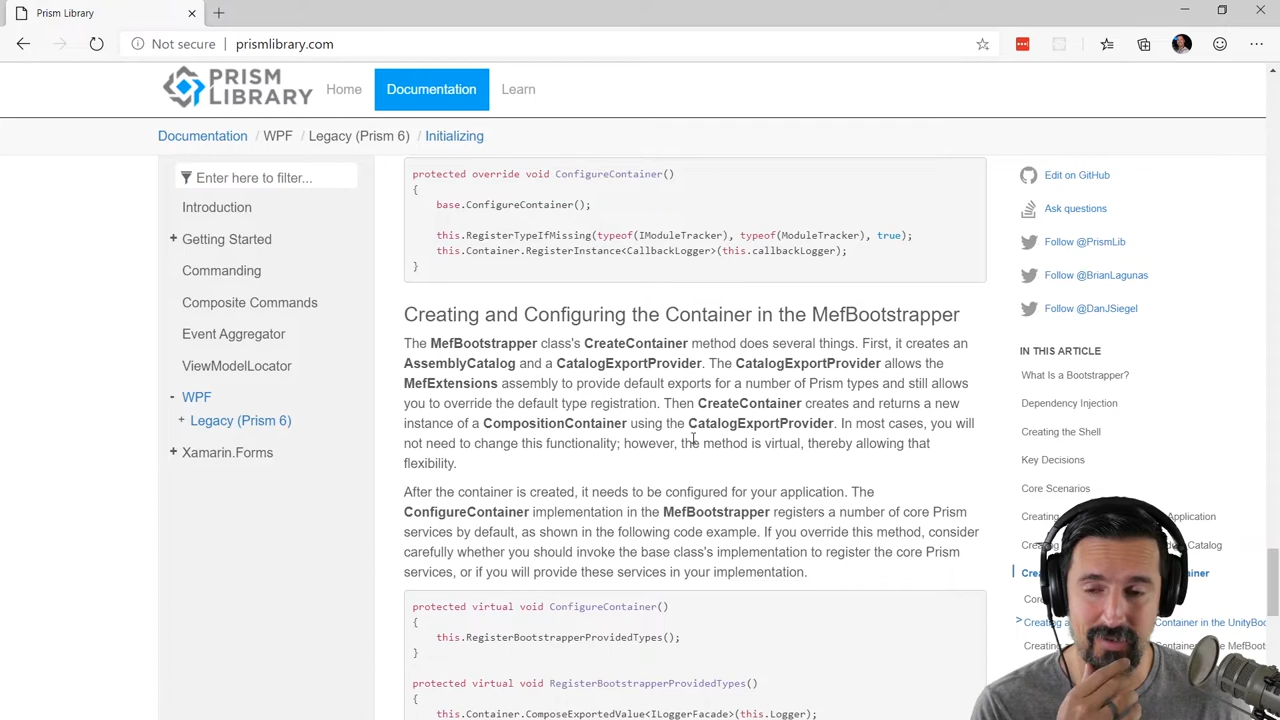 Prism Library
Not secure
prismlibrary.com
PRISM
LIBRARY
Home
Documentation
Learn
Documentation / WPF / Legacy (Prism 6) / Initializing
Enter here to filter...
Introduction
+ Getting Started
Commanding
Composite Commands
Event Aggregator
ViewModelLocator
- WPF
+ Legacy (Prism 6)
+ Xamarin.Forms
protected override void ConfigureContainer()
{
base.ConfigureContainer();
this.RegisterTypeIfMissing(typeof(IModuleTracker), typeof(ModuleTracker), true);
this.Container.RegisterInstance<CallbackLogger>(this.callbackLogger);
}
Creating and Configuring the Container in the MefBootstrapper
The MefBootstrapper class's CreateContainer method does several things. First, it creates an
AssemblyCatalog and a CatalogExportProvider. The CatalogExportProvider allows the
MefExtensions assembly to provide default exports for a number of Prism types and still allows
you to override the default type registration. Then CreateContainer creates and returns a new
instance of a CompositionContainer using the CatalogExportProvider. In most cases, you will
not need to change this functionality; however, the method is virtual, thereby allowing that
flexibility.
After the container is created, it needs to be configured for your application. The
ConfigureContainer implementation in the MefBootstrapper registers a number of core Prism
services by default, as shown in the following code example. If you override this method, consider
carefully whether you should invoke the base class's implementation to register the core Prism
services, or if you will provide these services in your implementation.
protected virtual void ConfigureContainer()
{
this.RegisterBootstrapperProvidedTypes();
}
protected virtual void RegisterBootstrapperProvidedTypes()
{
this.Container.ComposeExportedValue<ILoggerFacade>(this.Logger);
Edit on GitHub
Ask questions
Follow @PrismLib
Follow @BrianLagunas
Follow @DanJSiegel
IN THIS ARTICLE
What Is a Bootstrapper?
Dependency Injection
Creating the Shell
Key Decisions
Core Scenarios
Creating Application
Creating Catalog
Container in the UnityBoo
Container in the MefBoot